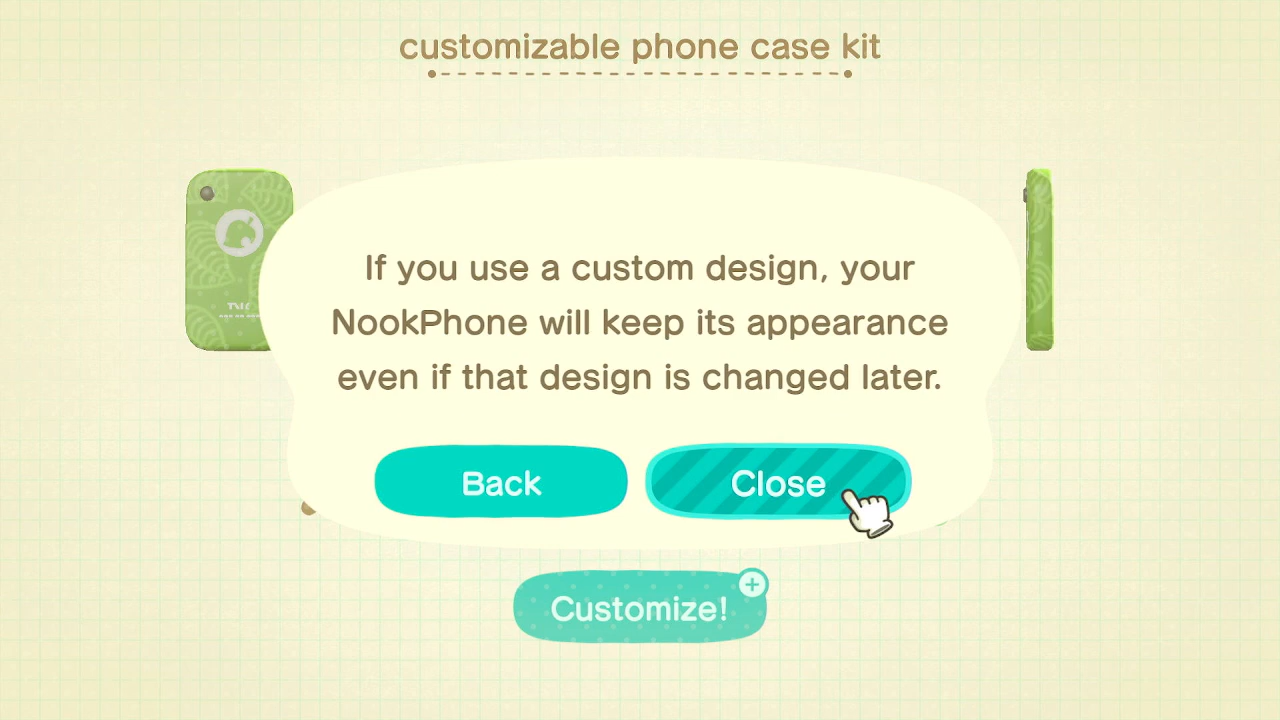 customizable phone case kit
If you use a custom design, your
NookPhone will keep its appearance
even if that design is changed later.
Back
Close
Customize!